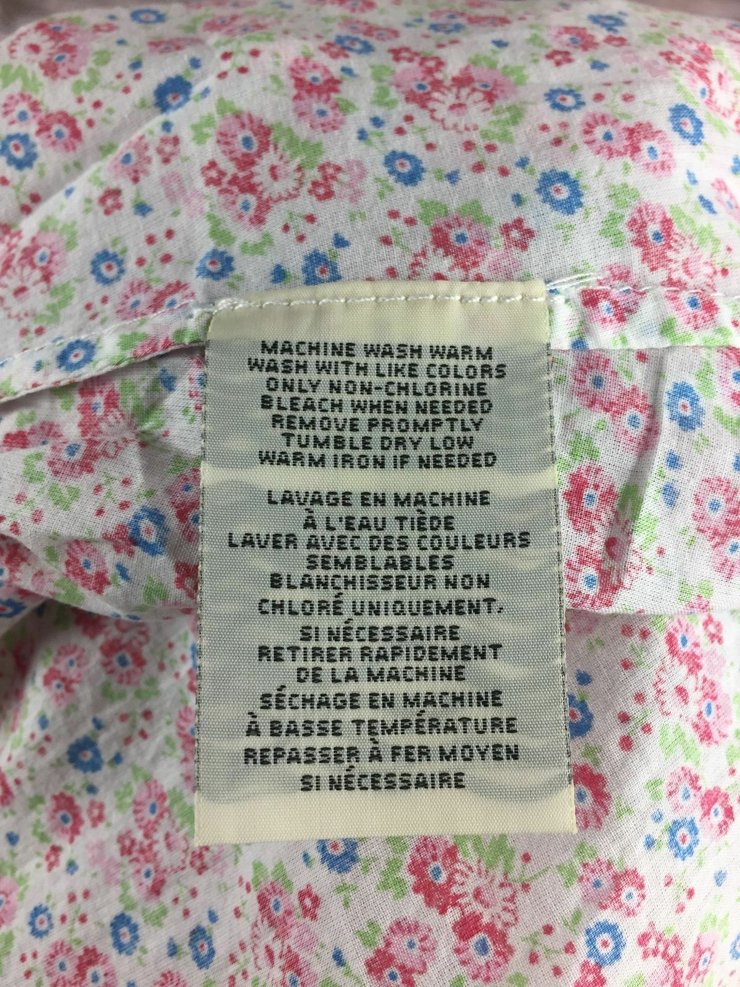 MACHINE WASH WARM
WASH WITH LIKE COLORS
ONLY NON-CHLORINE
BLEACH WHEN NEEDED
REMOVE PROMPTLY
TUMBLE DRY LOW
WARM IRON IF NEEDED
LAVAGE EN MACHINE
À L'EAU TIÈDE
LAVER AVEC DES COULEURS
SEMBLABLES
BLANCHISSEUR NON
CHLORÉ UNIQUEMENT,
SI NÉCESSAIRE
RETIRER RAPIDEMENT
DE LA MACHINE
SÉCHAGE EN MACHINE
À BASSE TEMPÉRATURE
REPASSER À FER MOYEN
SI NÉCESSAIRE